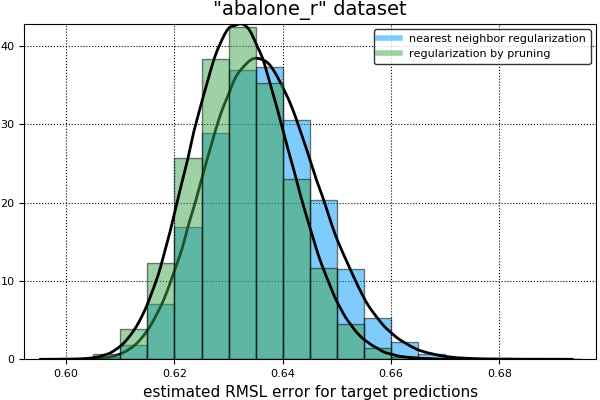 "abalone_r" dataset
nearest neighbor regularization
regularization by pruning
40
30
20
10
0
0.60 0.62 0.64 0.66 0.68
estimated RMSL error for target predictions